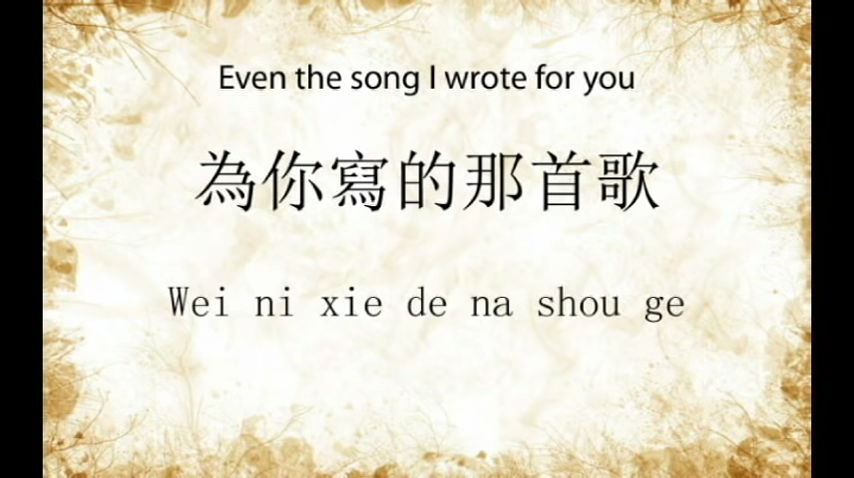 Even the song I wrote for you
為你寫的那首歌
Wei ni xie de na shou ge